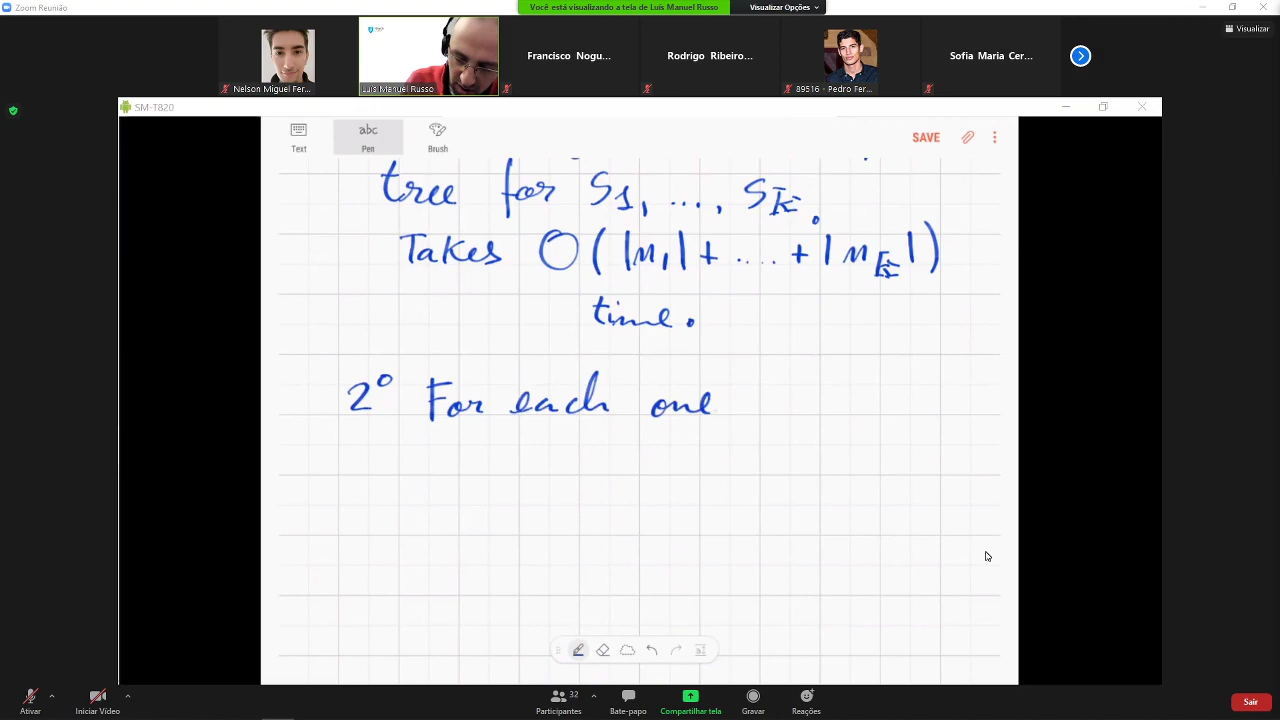 Zoom Reunião
Você está visualizando a tela de Luís Manuel Russo
Visualizar Opções
Visualizar
Nelson Miguel Fer...
Luís Manuel Russo
Francisco Nogu...
Rodrigo Ribeiro...
89516 - Pedro Fer...
Sofia Maria Cer...
SM-T820
Text
abc
Pen
Brush
SAVE
tree for S1, ..., Sk.
Takes O(|n1| + .... + |nk|)
time.
2º For each one
Ativar
Iniciar Vídeo
Participantes
32
Bate-papo
Compartilhar tela
Gravar
Reações
Sair